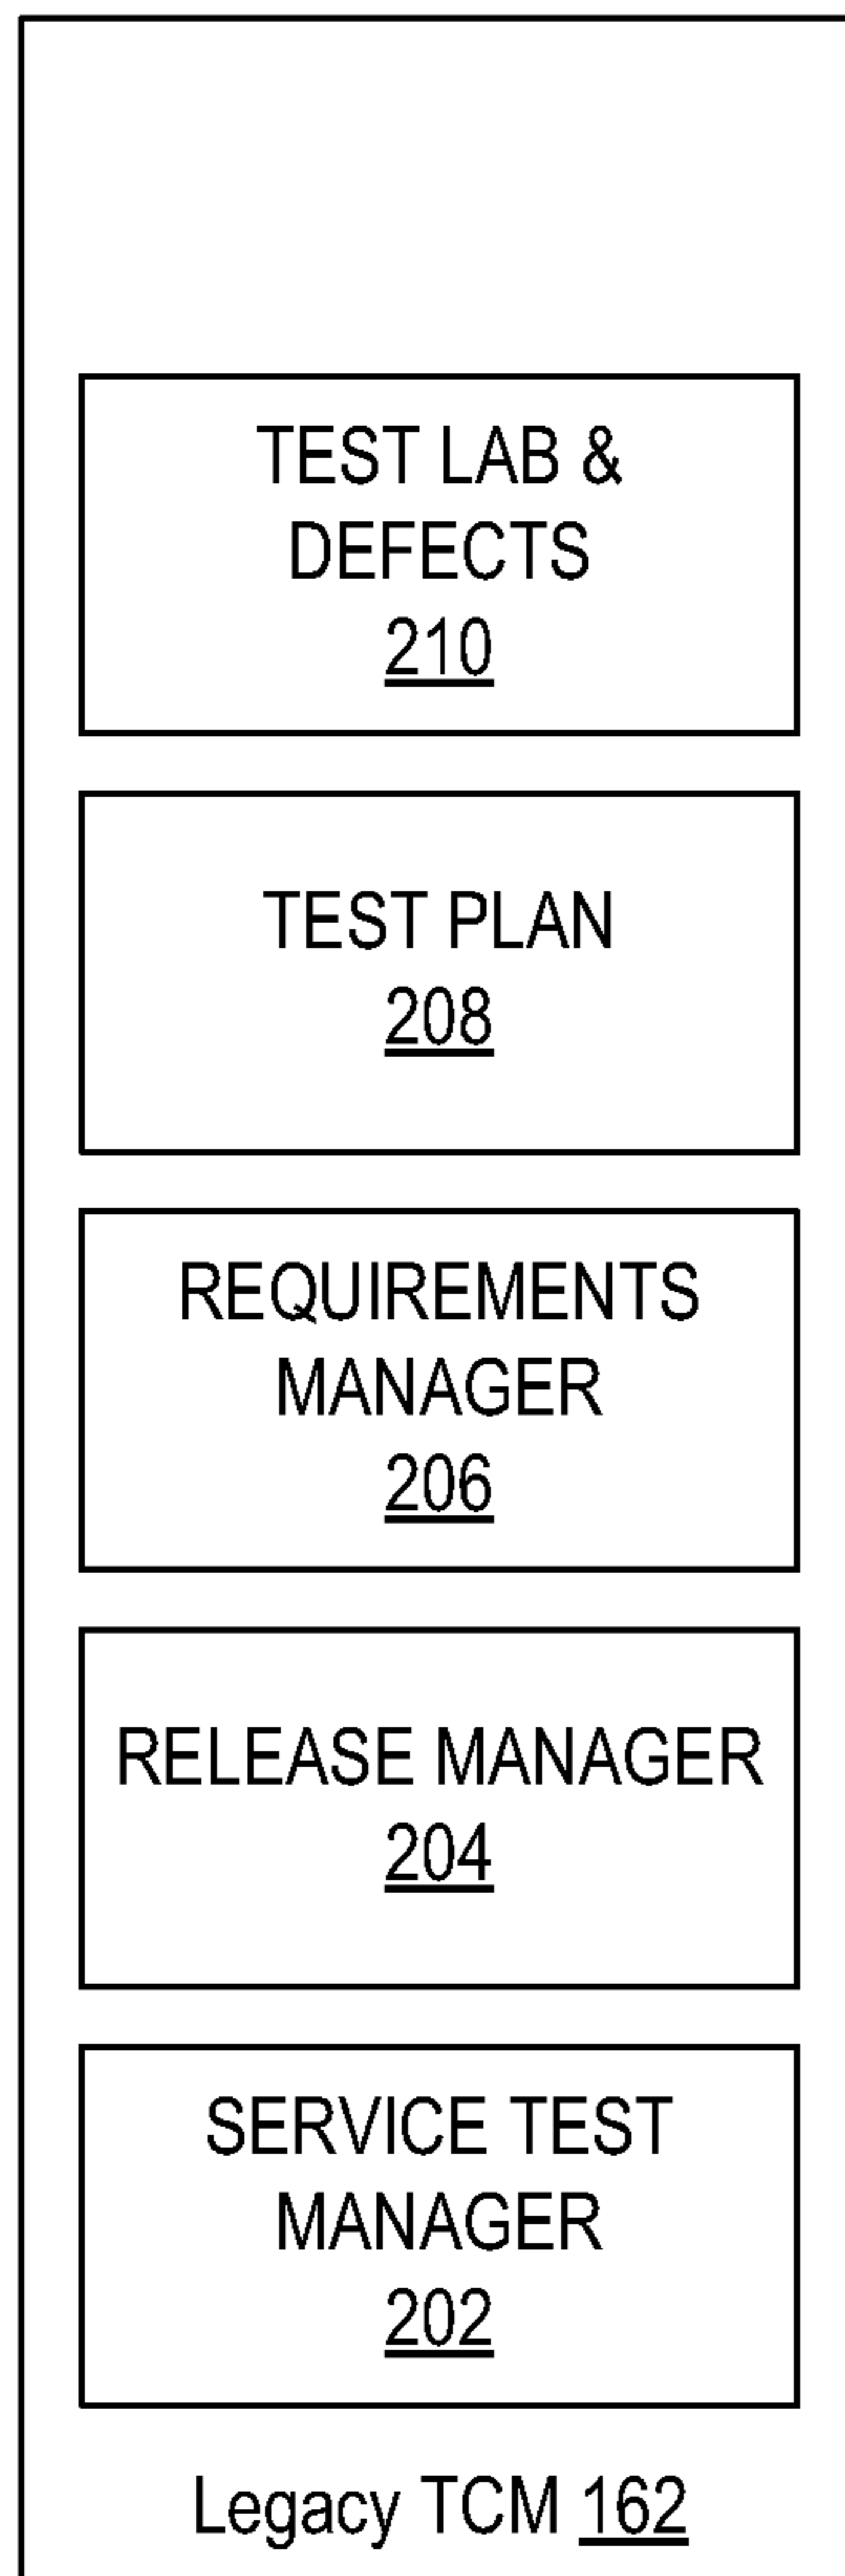 TEST LAB &
DEFECTS
210
TEST PLAN
208
REQUIREMENTS
MANAGER
206
RELEASE MANAGER
204
SERVICE TEST
MANAGER
202
Legacy TCM 162